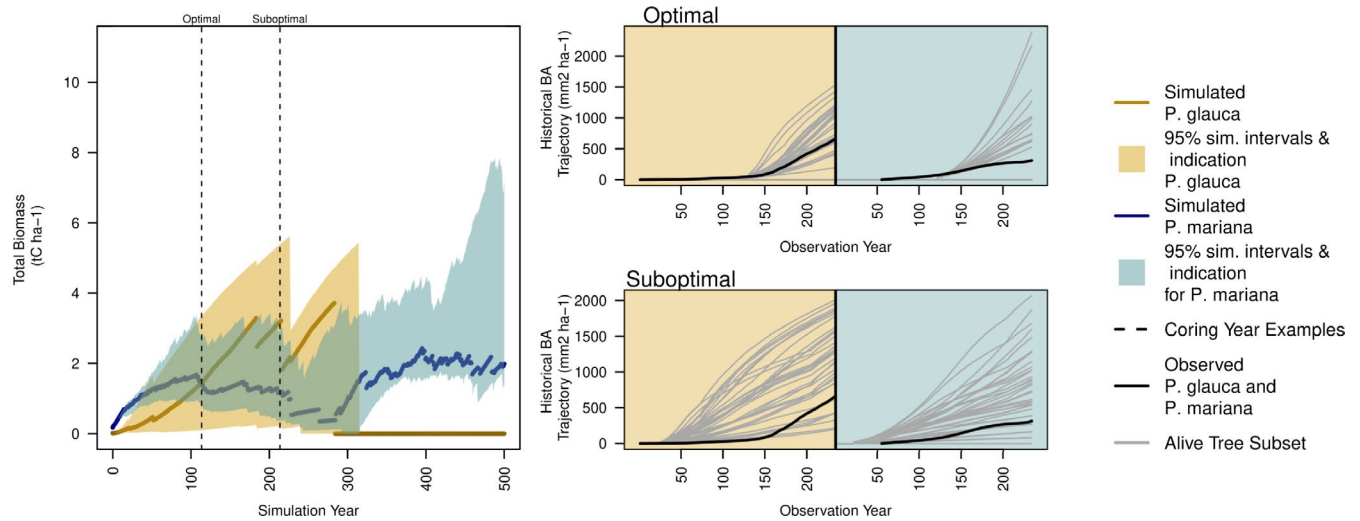 Optimal
Suboptimal
Total Biomass
(tC ha−1)
10
8
6
4
2
0
0
100
200
300
400
500
Simulation Year
Optimal
Historical BA
Trajectory (mm2 ha−1)
2000
1500
1000
500
0
50
100
150
200
50
100
150
200
Observation Year
Suboptimal
Historical BA
Trajectory (mm2 ha−1)
2000
1500
1000
500
0
50
100
150
200
50
100
150
200
Observation Year
Simulated
P. glauca
95% sim. intervals &
indication
P. glauca
Simulated
P. mariana
95% sim. intervals &
indication
for P. mariana
Coring Year Examples
Observed
P. glauca and
P. mariana
Alive Tree Subset